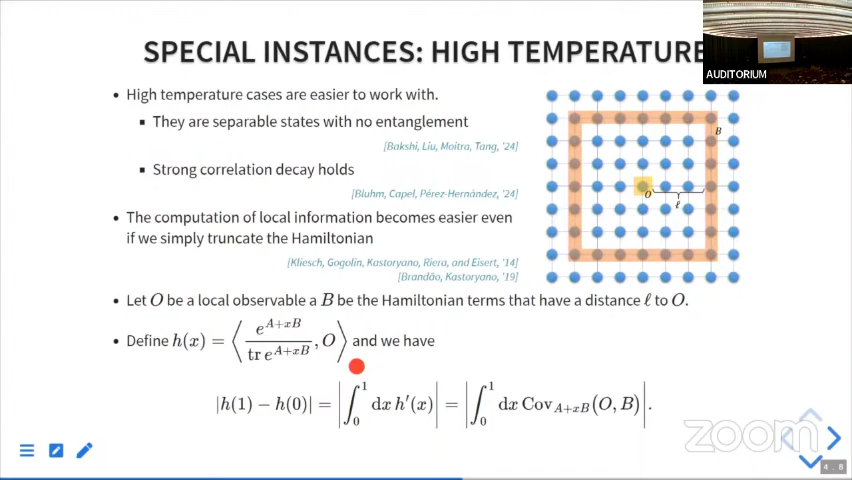 SPECIAL INSTANCES: HIGH TEMPERATURE
AUDITORIUM
• High temperature cases are easier to work with.
▪ They are separable states with no entanglement
[Bakshi, Liu, Moitra, Tang, '24]
▪ Strong correlation decay holds
[Bluhm, Capel, Pérez-Hernández, '24]
• The computation of local information becomes easier even
if we simply truncate the Hamiltonian
[Kliesch, Gogolin, Kastoryano, Riera, and Eisert, '14]
[Brandão, Kastoryano, '19]
B
O
ℓ
• Let O be a local observable a B be the Hamiltonian terms that have a distance ℓ to O.
• Define h(x) = ⟨ e^{A+xB} / tr e^{A+xB} , O ⟩ and we have
|h(1) − h(0)| = | ∫₀¹ dx h′(x) | = | ∫₀¹ dx Cov_{A+xB}(O, B) | .
zoom
4 . 8